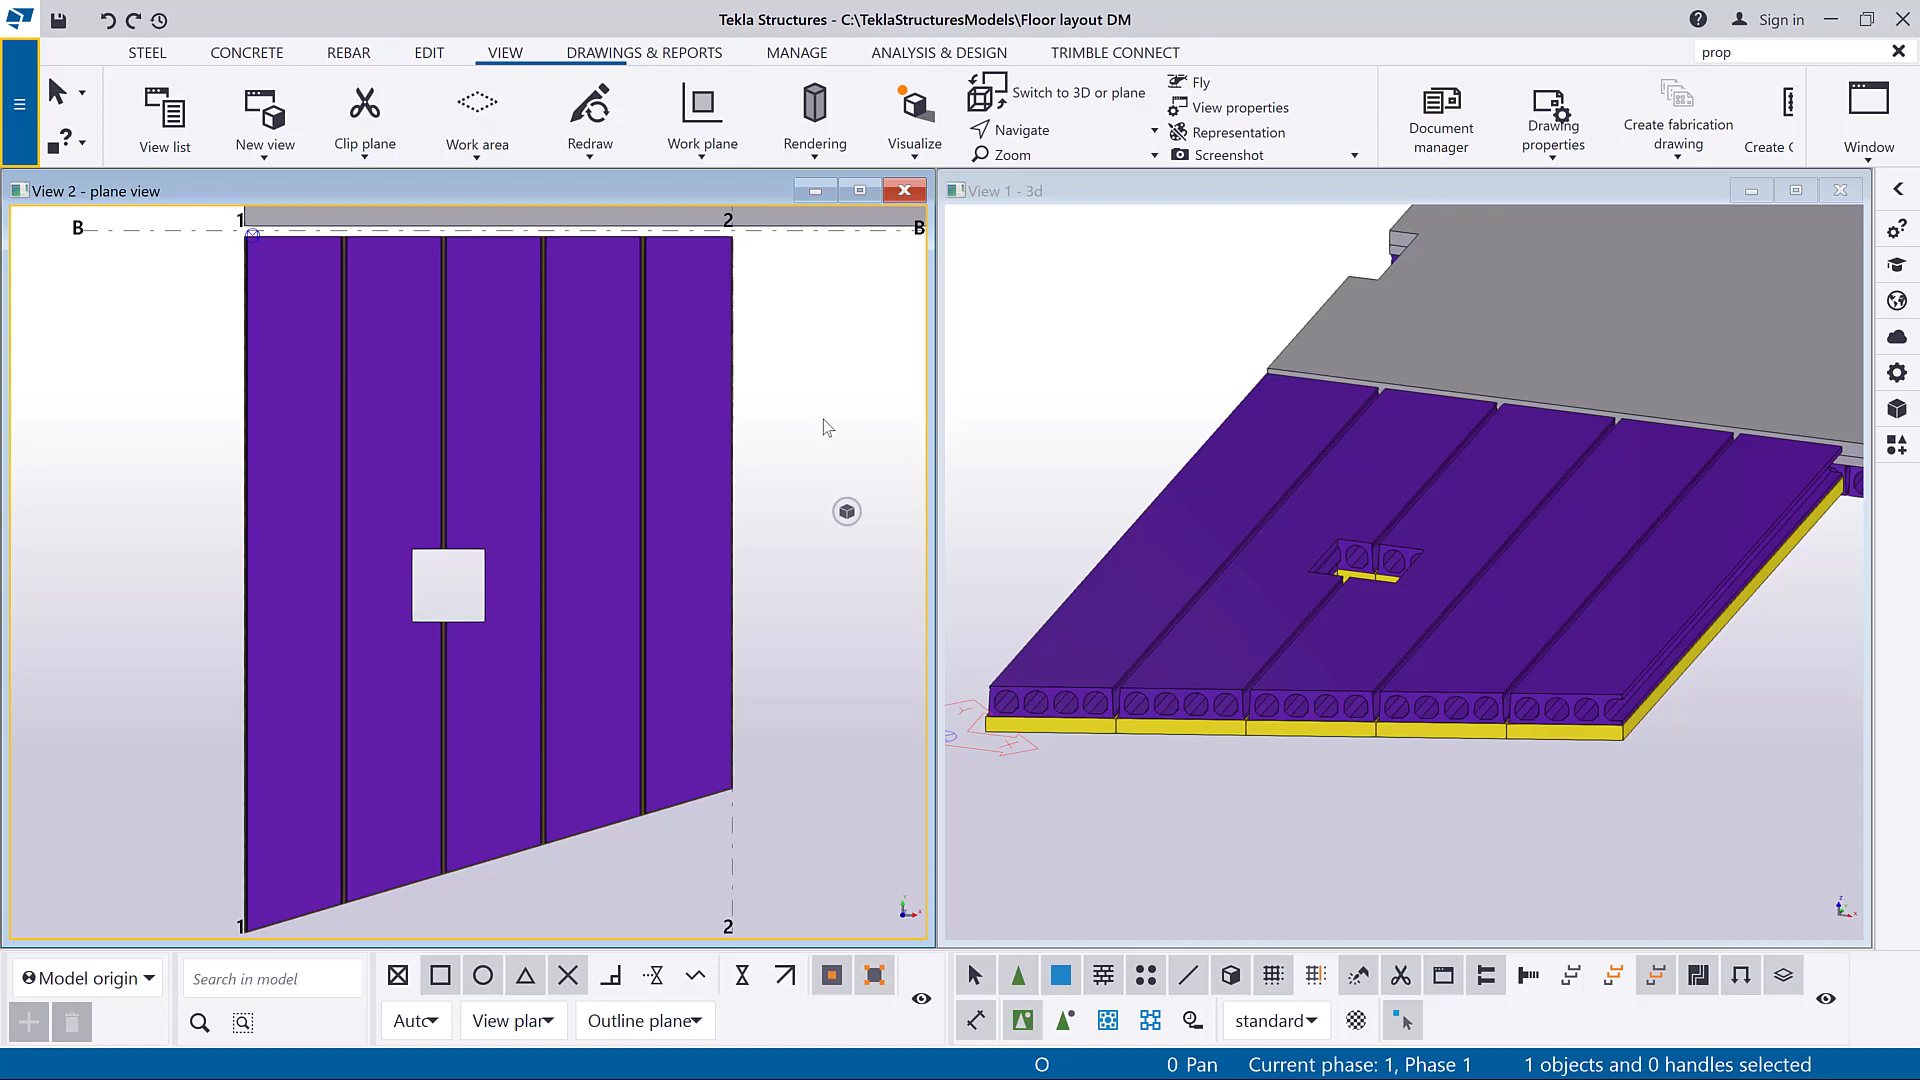 Tekla Structures - C:\TeklaStructuresModels\Floor layout DM
Sign in
STEEL
CONCRETE
REBAR
EDIT
VIEW
DRAWINGS & REPORTS
MANAGE
ANALYSIS & DESIGN
TRIMBLE CONNECT
prop
View list
New view
Clip plane
Work area
Redraw
Work plane
Rendering
Visualize
Switch to 3D or plane
Navigate
Zoom
Fly
View properties
Representation
Screenshot
Document
manager
Drawing
properties
Create fabrication
drawing
Create
Window
View 2 - plane view
View 1 - 3d
1
2
B
B
1
2
Y
X
Model origin
Search in model
View plan
Outline plane
standard
O
0 Pan
Current phase: 1, Phase 1
1 objects and 0 handles selected